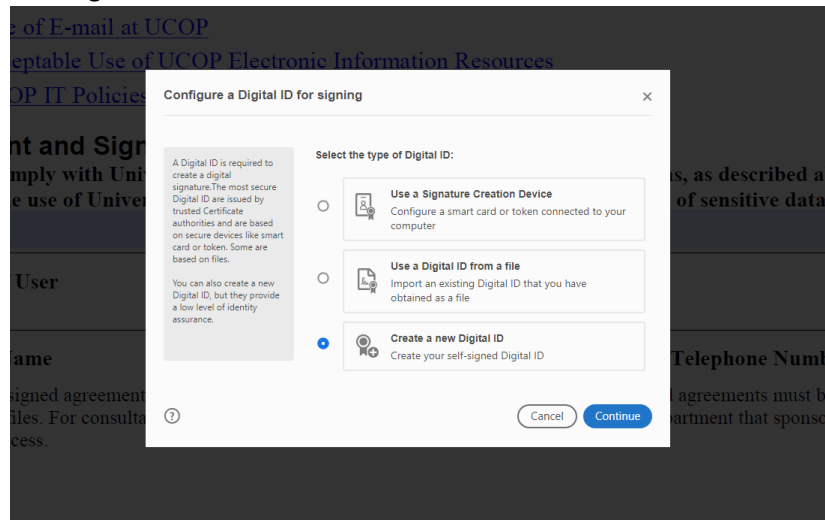 e of E-mail at UCOP
eptable Use of UCOP Electronic Information Resources
OP IT Policies
Configure a Digital ID for signing
nt and Sign
mply with Uni
s, as described a
e use of Univer
of sensitive data
A Digital ID is required to
create a digital
signature.The most secure
Digital ID are issued by
trusted Certificate
authorities and are based
on secure devices like smart
card or token. Some are
based on files.
You can also create a new
Digital ID, but they provide
a low level of identity
assurance.
Select the type of Digital ID:
Use a Signature Creation Device
Configure a smart card or token connected to your
computer
Use a Digital ID from a file
Import an existing Digital ID that you have
obtained as a file
Create a new Digital ID
Create your self-signed Digital ID
User
ame
Telephone Numb
signed agreement
l agreements must b
files. For consulta
partment that sponso
cess.
Cancel
Continue